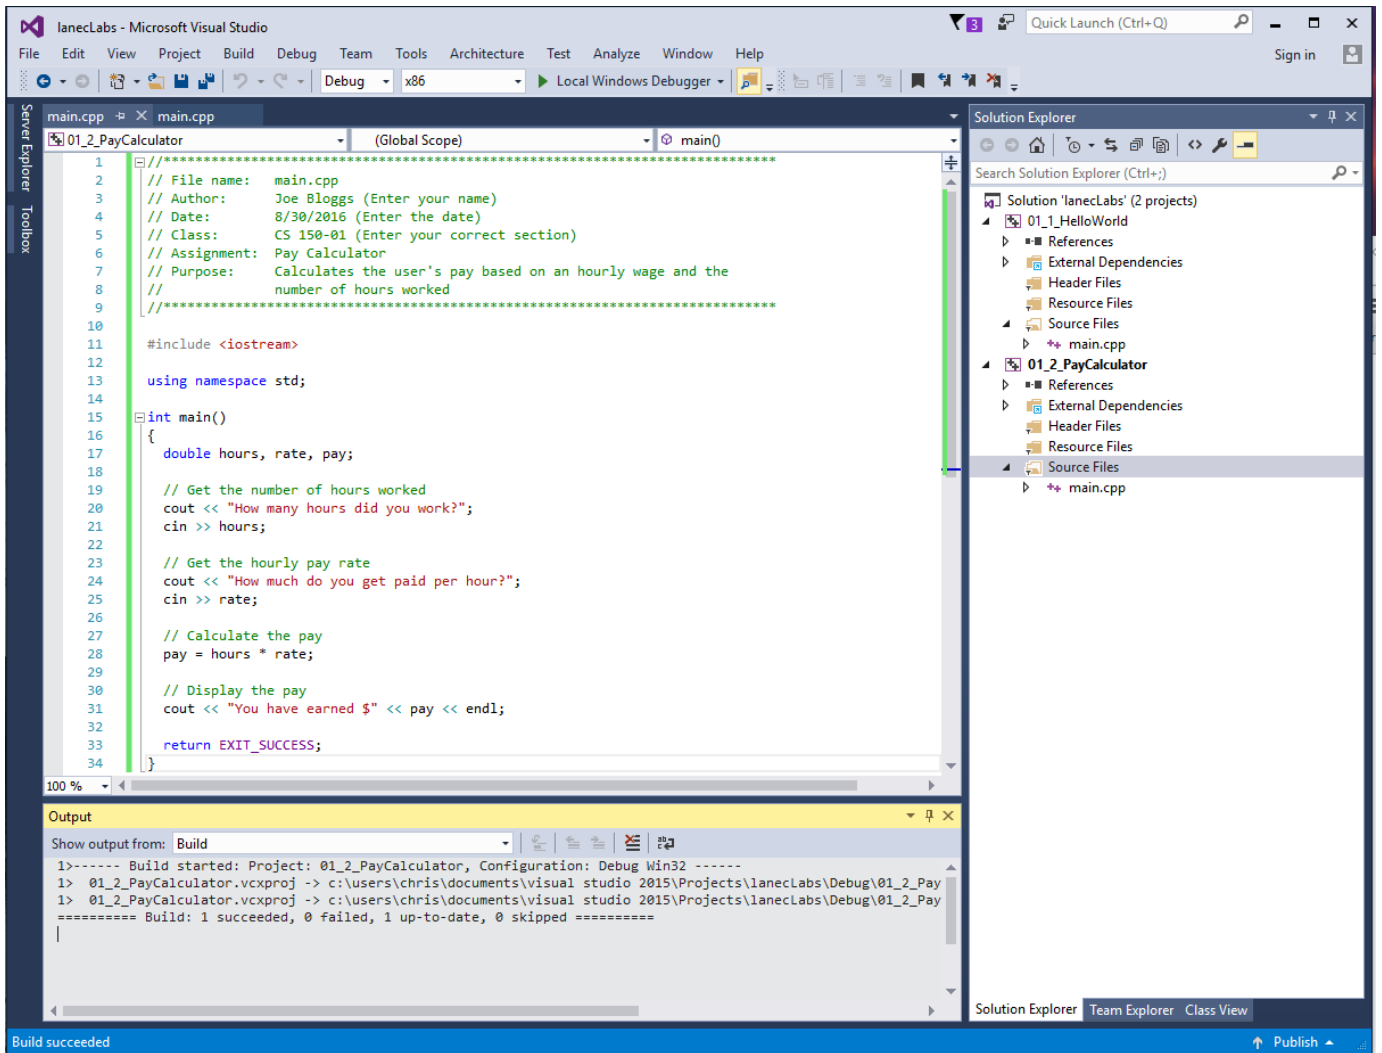 lanecLabs - Microsoft Visual Studio
3
Quick Launch (Ctrl+Q)
File Edit View Project Build Debug Team Tools Architecture Test Analyze Window Help
Sign in
Debug x86 Local Windows Debugger
Server Explorer
Toolbox
main.cpp main.cpp
01_2_PayCalculator (Global Scope) main()
1 //*****************************************************************************
2 // File name: main.cpp
3 // Author: Joe Bloggs (Enter your name)
4 // Date: 8/30/2016 (Enter the date)
5 // Class: CS 150-01 (Enter your correct section)
6 // Assignment: Pay Calculator
7 // Purpose: Calculates the user's pay based on an hourly wage and the
8 // number of hours worked
9 //*****************************************************************************
10
11 #include <iostream>
12
13 using namespace std;
14
15 int main()
16 {
17 double hours, rate, pay;
18
19 // Get the number of hours worked
20 cout << "How many hours did you work?";
21 cin >> hours;
22
23 // Get the hourly pay rate
24 cout << "How much do you get paid per hour?";
25 cin >> rate;
26
27 // Calculate the pay
28 pay = hours * rate;
29
30 // Display the pay
31 cout << "You have earned $" << pay << endl;
32
33 return EXIT_SUCCESS;
34 }
100 %
Output
Show output from: Build
1>------ Build started: Project: 01_2_PayCalculator, Configuration: Debug Win32 ------
1> 01_2_PayCalculator.vcxproj -> c:\users\chris\documents\visual studio 2015\Projects\lanecLabs\Debug\01_2_Pay
1> 01_2_PayCalculator.vcxproj -> c:\users\chris\documents\visual studio 2015\Projects\lanecLabs\Debug\01_2_Pay
========== Build: 1 succeeded, 0 failed, 1 up-to-date, 0 skipped ==========
Solution Explorer
Search Solution Explorer (Ctrl+;)
Solution 'lanecLabs' (2 projects)
01_1_HelloWorld
References
External Dependencies
Header Files
Resource Files
Source Files
main.cpp
01_2_PayCalculator
References
External Dependencies
Header Files
Resource Files
Source Files
main.cpp
Solution Explorer Team Explorer Class View
Build succeeded
Publish